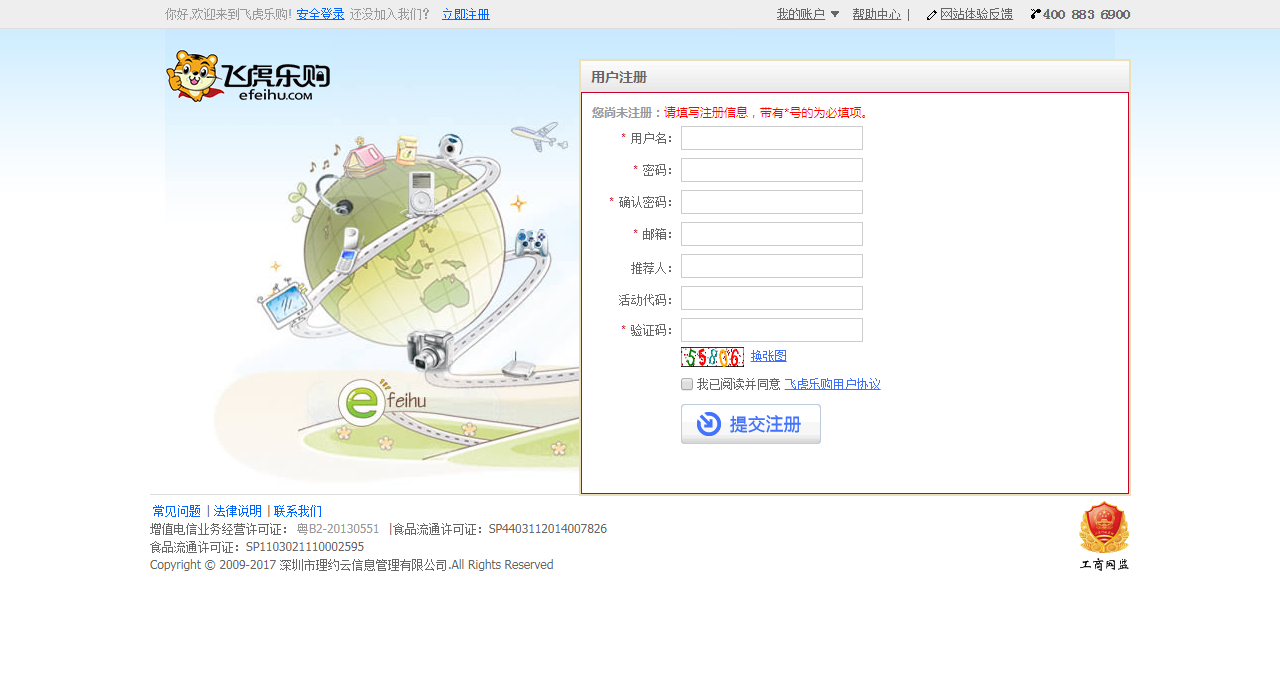 你好,欢迎来到飞虎乐购! 安全登录 还没加入我们? 立即注册
我的账户 帮助中心 | 网站体验反馈 400 883 6900
飞虎乐购
efeihu.com
用户注册
您尚未注册：请填写注册信息，带有*号的为必填项。
* 用户名：
* 密码：
* 确认密码：
* 邮箱：
推荐人：
活动代码：
* 验证码：
55806 换张图
我已阅读并同意 飞虎乐购用户协议
提交注册
e feihu
常见问题 | 法律说明 | 联系我们
增值电信业务经营许可证： 粤B2-20130551 |食品流通许可证：SP4403112014007826
食品流通许可证：SP1103021110002595
Copyright © 2009-2017 深圳市理约云信息管理有限公司.All Rights Reserved
工商网监